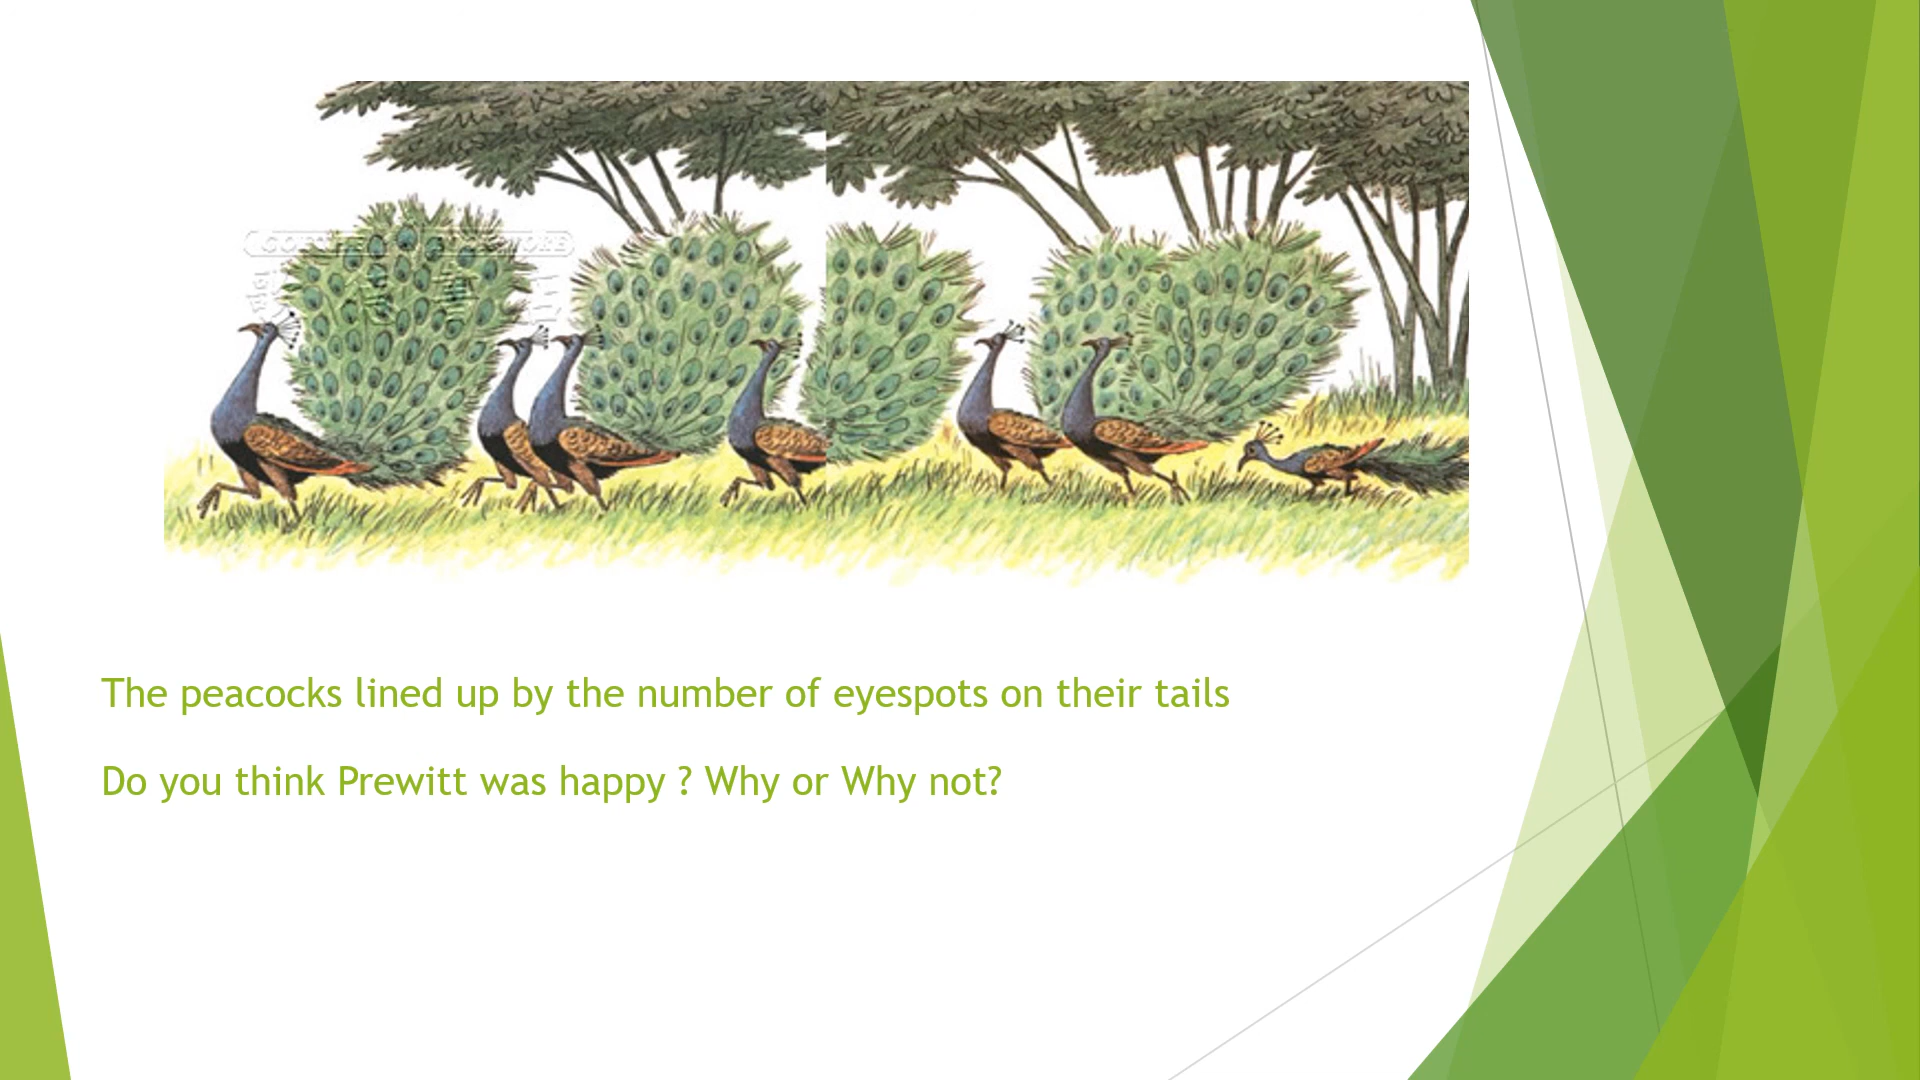 The peacocks lined up by the number of eyespots on their tails
Do you think Prewitt was happy ? Why or Why not?